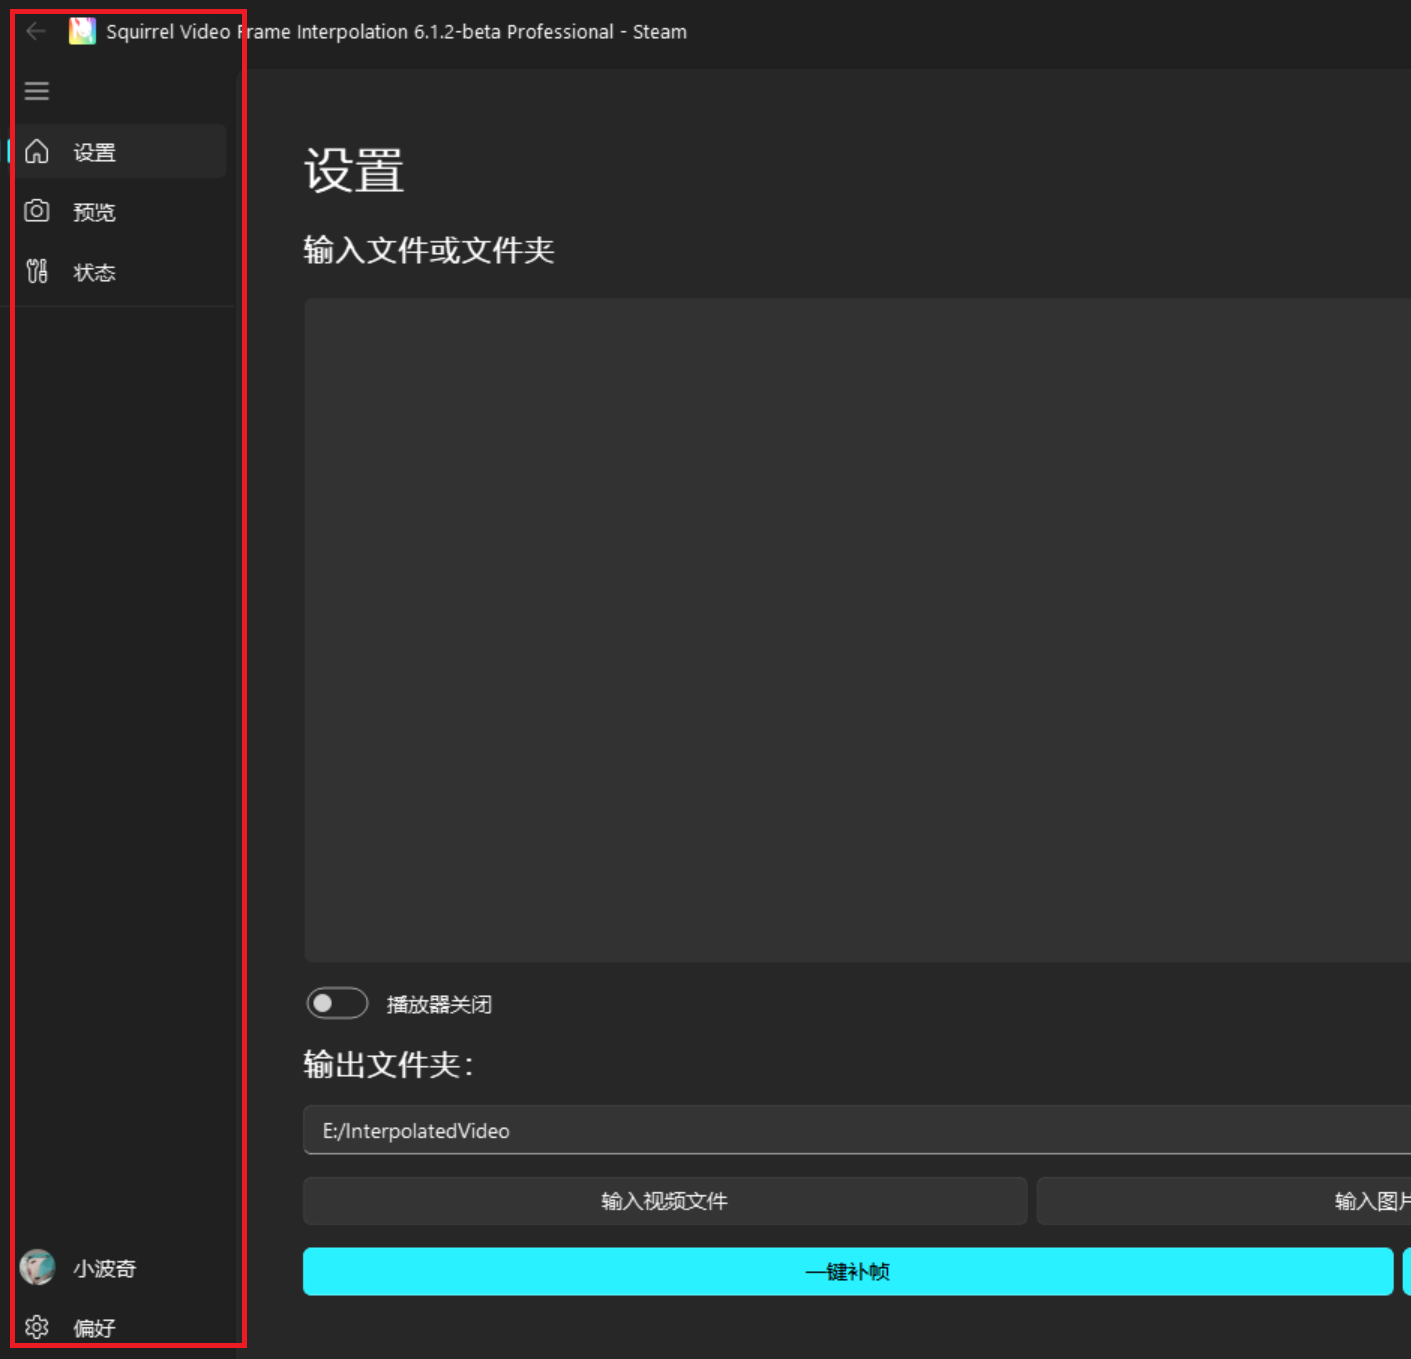 Squirrel Video Frame Interpolation 6.1.2-beta Professional - Steam
设置
预览
状态
设置
输入文件或文件夹
播放器关闭
输出文件夹：
E:/InterpolatedVideo
输入视频文件
输入图片
一键补帧
小波奇
偏好